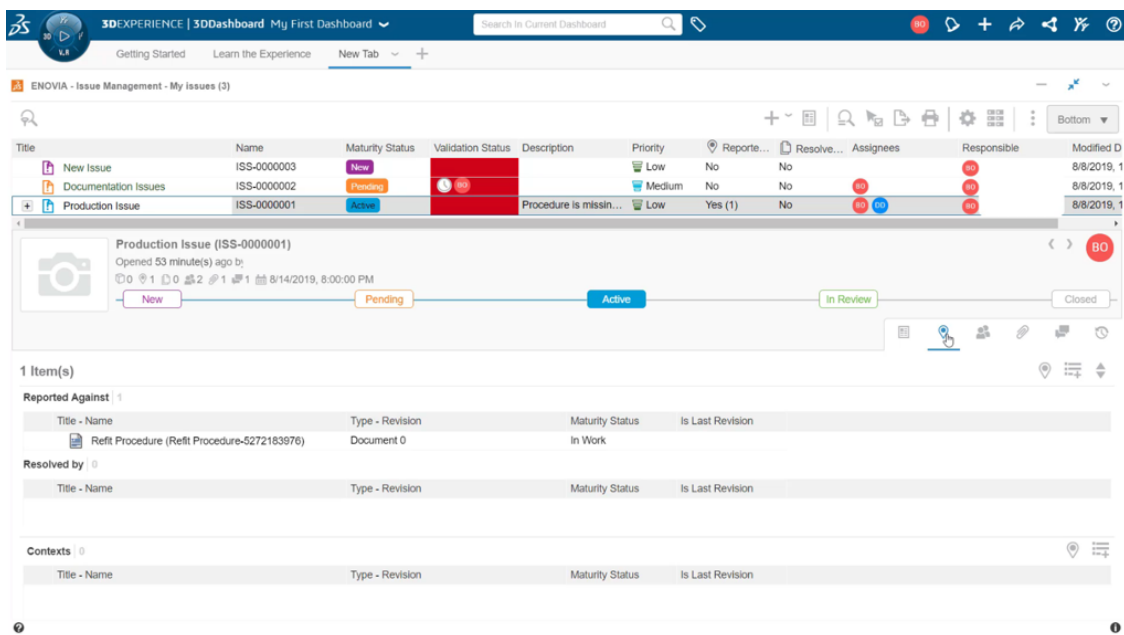 3DEXPERIENCE | 3DDashboard My First Dashboard
Search In Current Dashboard
BO
3D
V.R
Getting Started Learn the Experience New Tab
ENOVIA - Issue Management - My issues (3)
Bottom
Title Name Maturity Status Validation Status Description Priority Reporte... Resolve... Assignees Responsible Modified D
New Issue ISS-0000003 New Low No No BO 8/8/2019, 1
Documentation Issues ISS-0000002 Pending BO Medium No No BO BO 8/8/2019, 1
Production Issue ISS-0000001 Active Procedure is missin... Low Yes (1) No BO DD BO 8/8/2019, 1
Production Issue (ISS-0000001)
BO
Opened 53 minute(s) ago by
0 1 0 2 1 1 8/14/2019, 8:00:00 PM
New Pending Active In Review Closed
1 Item(s)
Reported Against 1
Title - Name Type - Revision Maturity Status Is Last Revision
Refit Procedure (Refit Procedure-5272183976) Document 0 In Work
Resolved by 0
Title - Name Type - Revision Maturity Status Is Last Revision
Contexts 0
Title - Name Type - Revision Maturity Status Is Last Revision